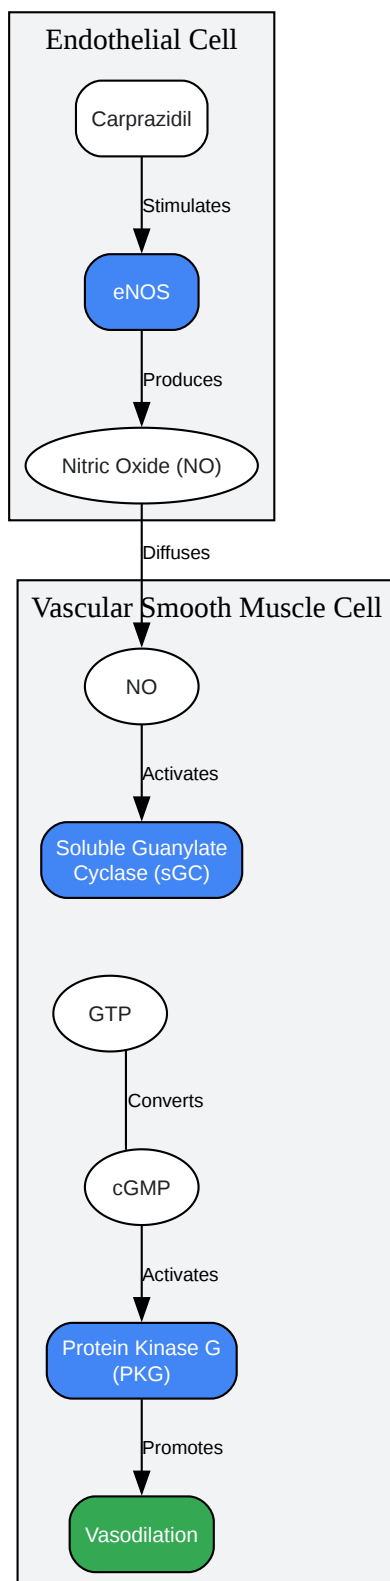 Endothelial Cell
Carprazidil
Stimulates
eNOS
Produces
Nitric Oxide (NO)
Diffuses
Vascular Smooth Muscle Cell
NO
Activates
Soluble Guanylate
Cyclase (sGC)
GTP
Converts
cGMP
Activates
Protein Kinase G
(PKG)
Promotes
Vasodilation